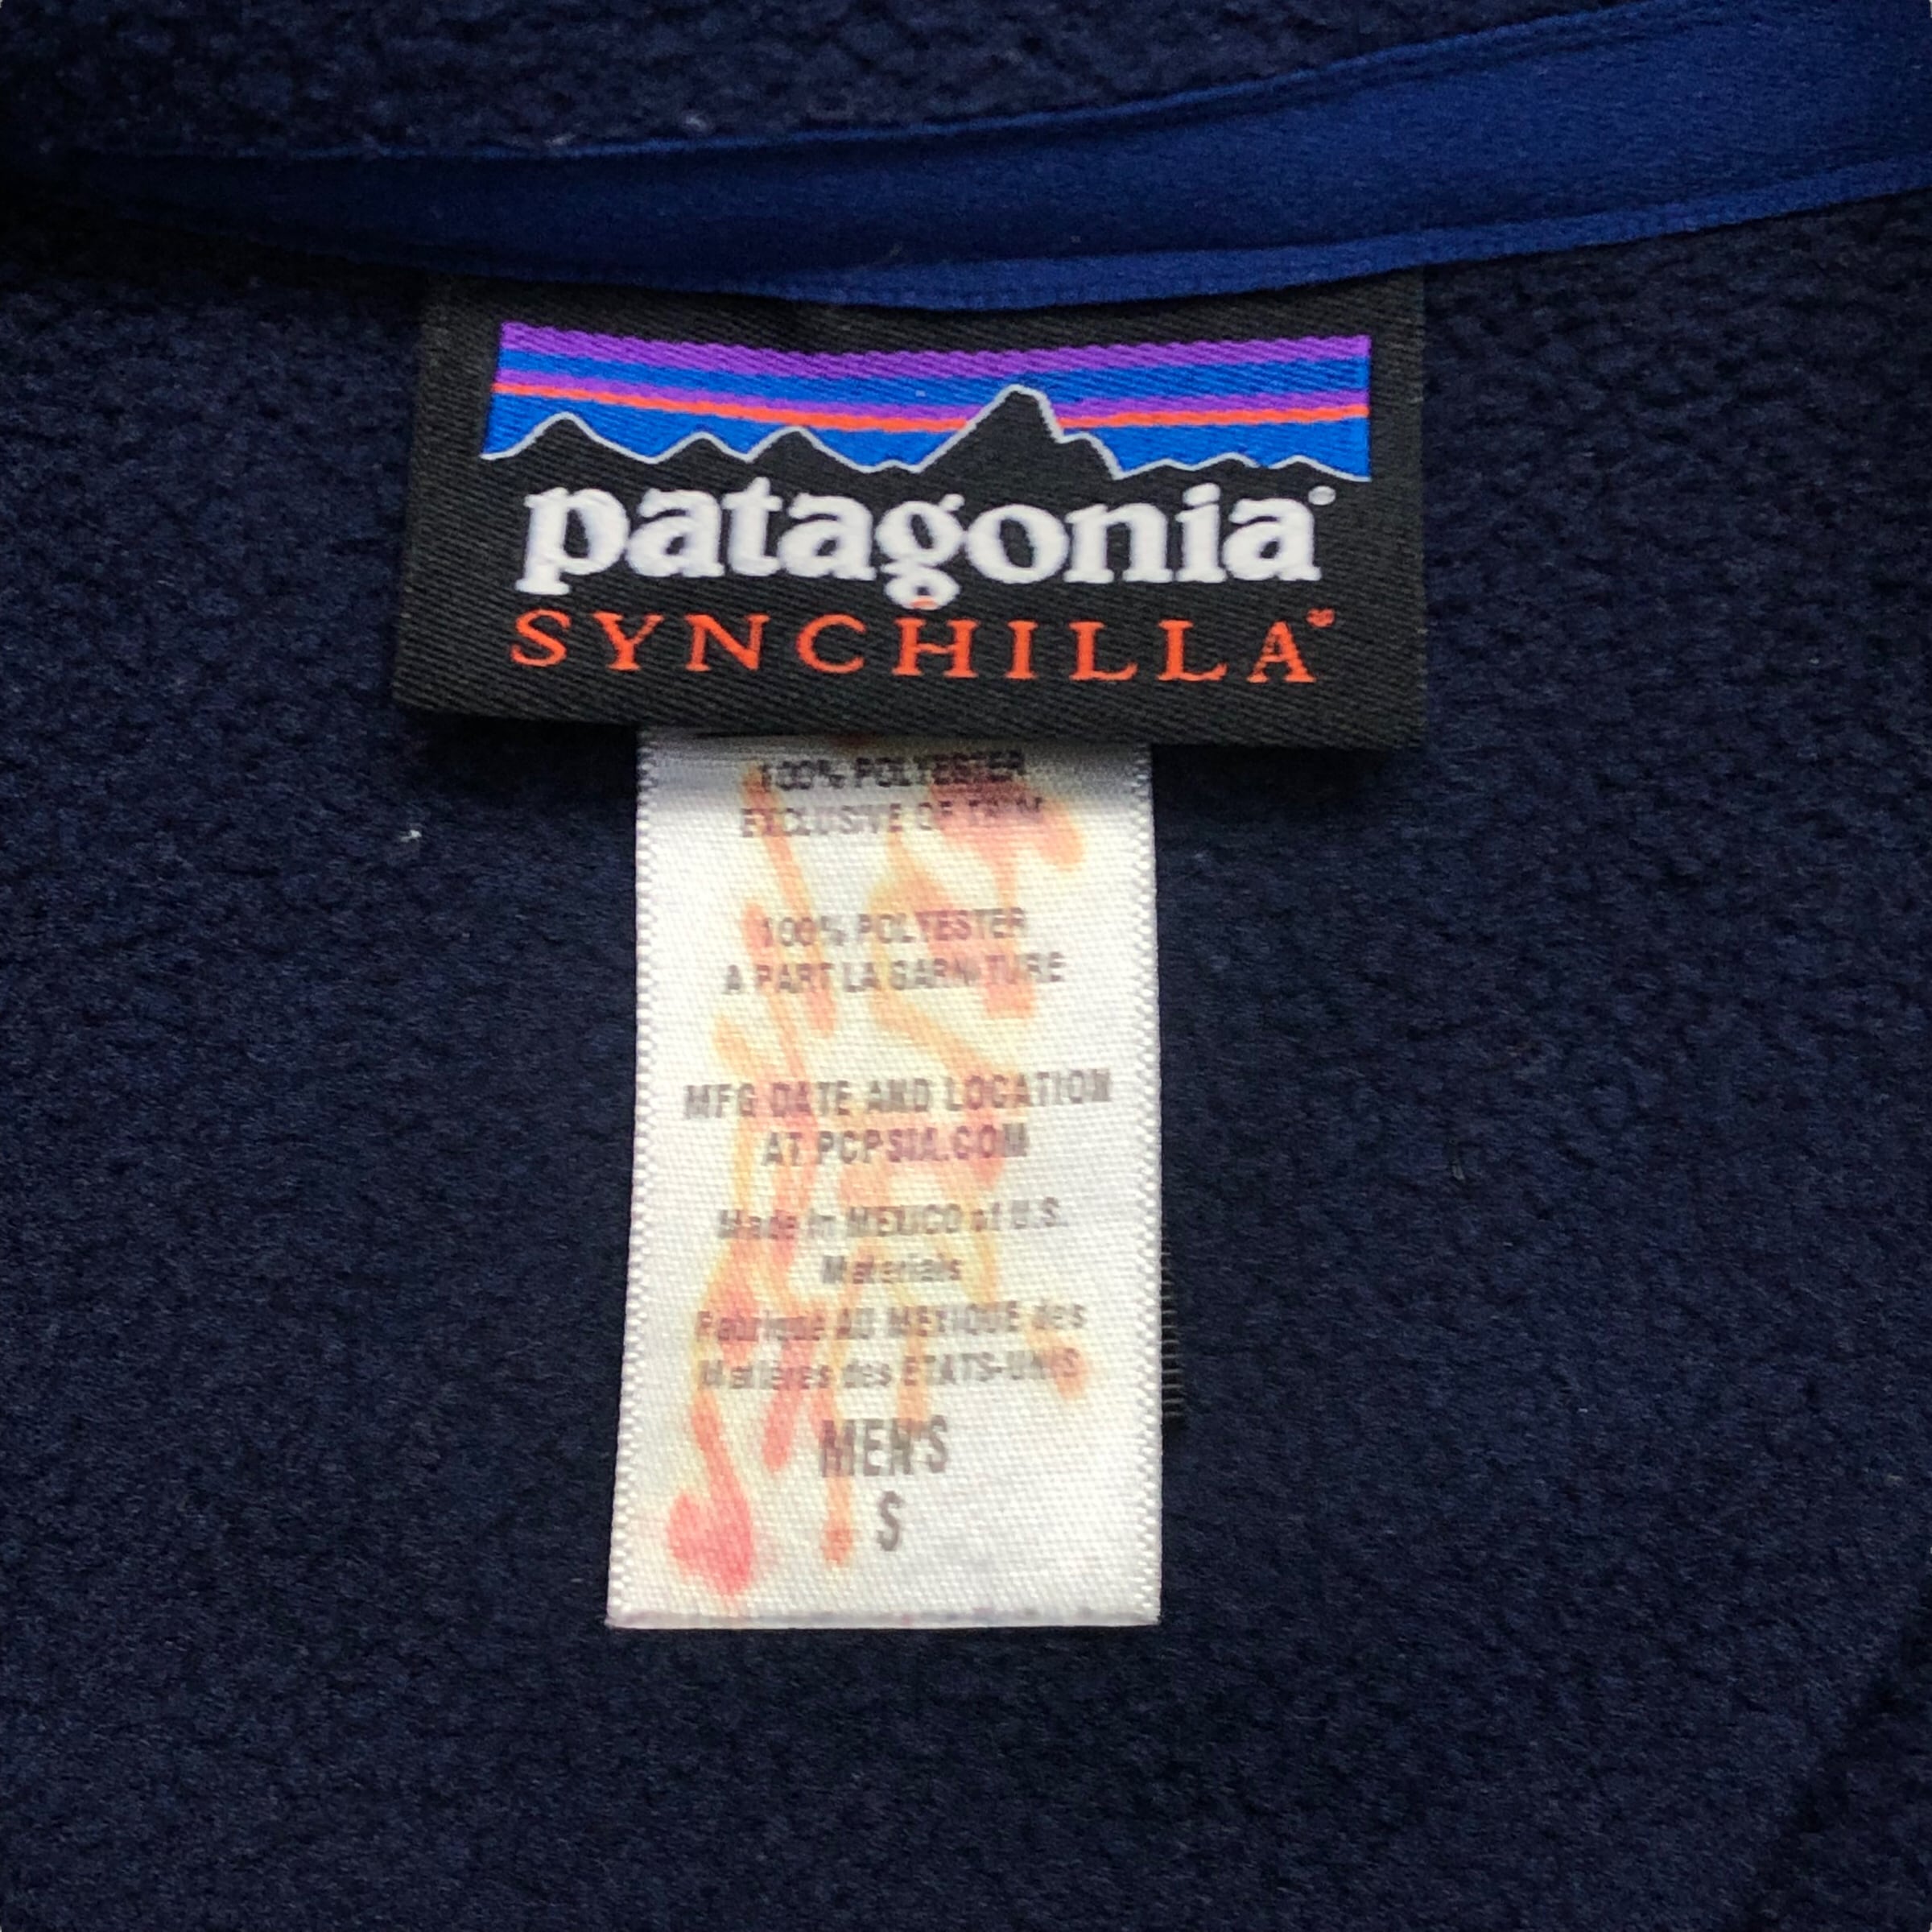 patagonia®
SYNCHILLA®
100% POLYESTER
EXCLUSIVE OF TRIM
100% POLYESTER
A PART LA GARNITURE
MFG DATE AND LOCATION
AT PCPSIA.COM
Made in MEXICO of U.S.
Materials
Fabriqué AU MEXIQUE des
Matières des ETATS-UNIS
MEN'S
S